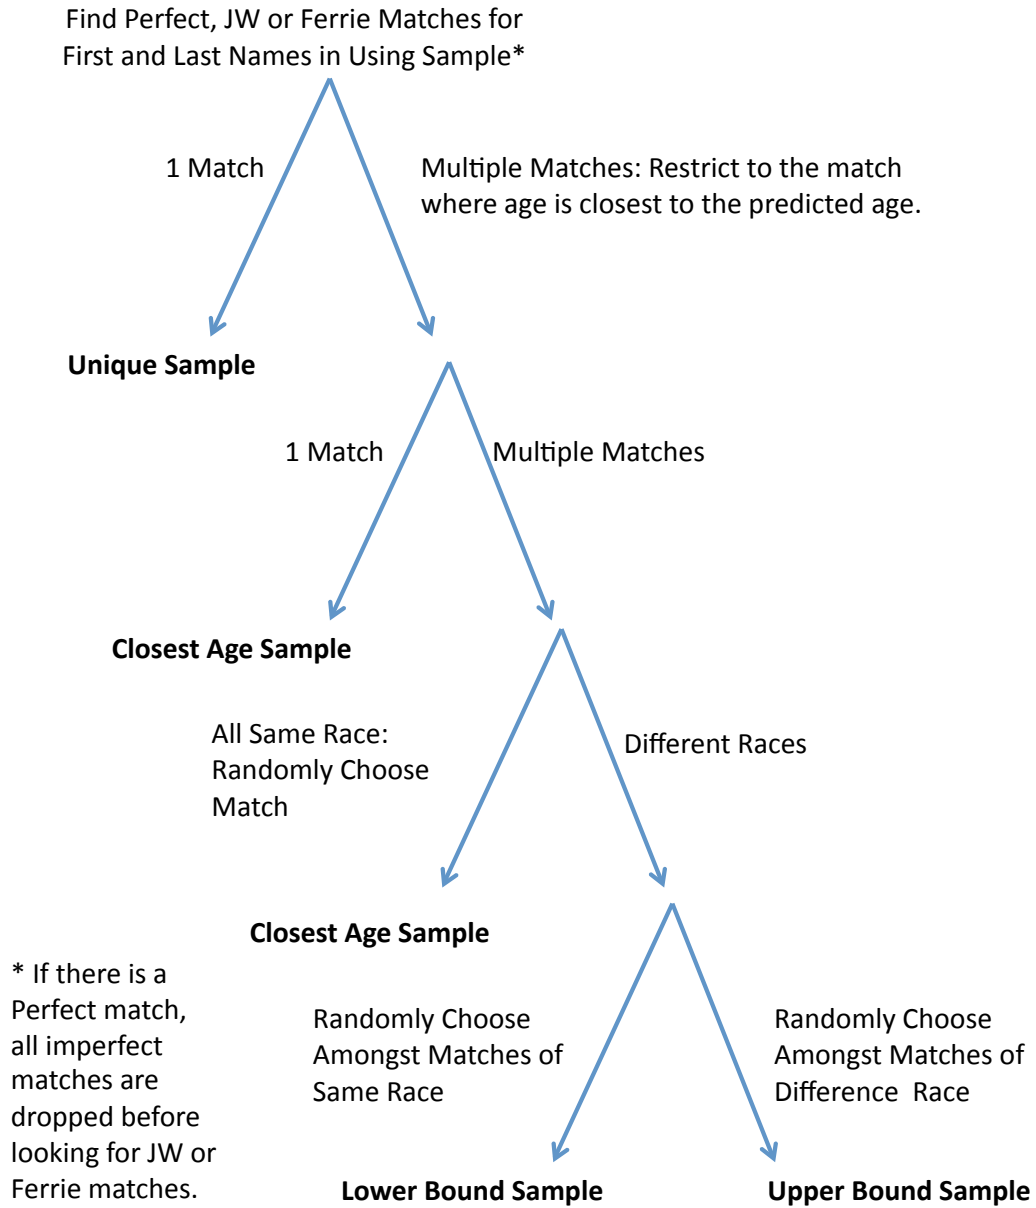 Find Perfect, JW or Ferrie Matches for
First and Last Names in Using Sample*
1 Match
Multiple Matches: Restrict to the match
where age is closest to the predicted age.
Unique Sample
1 Match
Multiple Matches
Closest Age Sample
All Same Race:
Randomly Choose
Match
Different Races
Closest Age Sample
* If there is a
Perfect match,
all imperfect
matches are
dropped before
looking for JW or
Ferrie matches.
Randomly Choose
Amongst Matches of
Same Race
Randomly Choose
Amongst Matches of
Difference Race
Lower Bound Sample
Upper Bound Sample